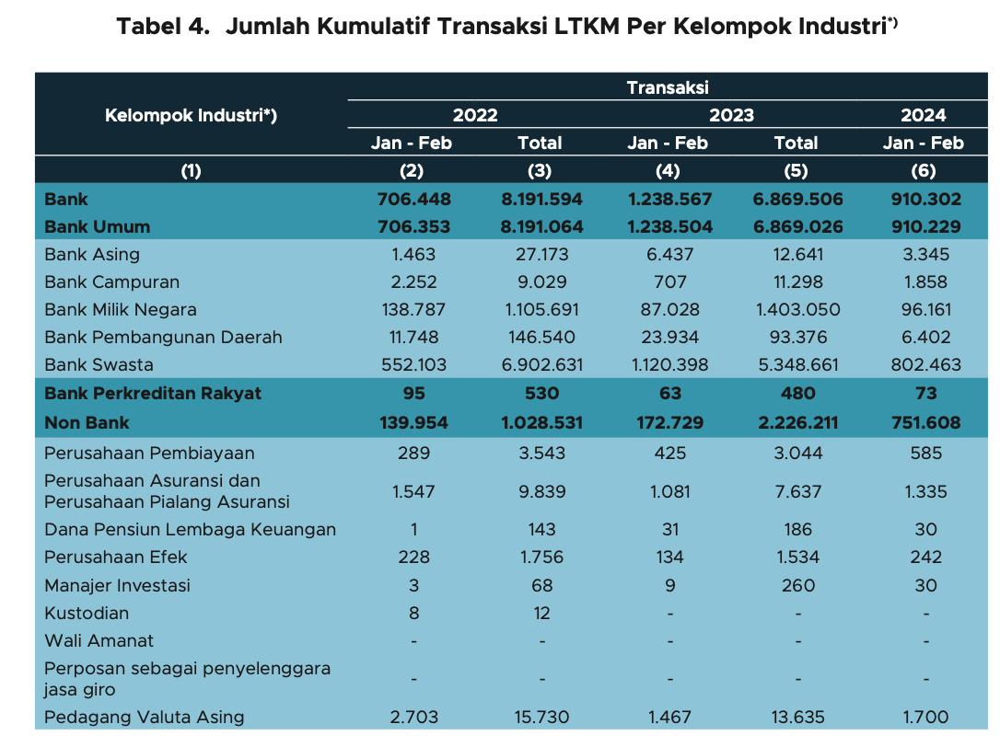 Tabel 4. Jumlah Kumulatif Transaksi LTKM Per Kelompok Industri*)
Kelompok Industri*) Transaksi
2022 2023 2024
Jan - Feb Total Jan - Feb Total Jan - Feb
(1) (2) (3) (4) (5) (6)
Bank 706.448 8.191.594 1.238.567 6.869.506 910.302
Bank Umum 706.353 8.191.064 1.238.504 6.869.026 910.229
Bank Asing 1.463 27.173 6.437 12.641 3.345
Bank Campuran 2.252 9.029 707 11.298 1.858
Bank Milik Negara 138.787 1.105.691 87.028 1.403.050 96.161
Bank Pembangunan Daerah 11.748 146.540 23.934 93.376 6.402
Bank Swasta 552.103 6.902.631 1.120.398 5.348.661 802.463
Bank Perkreditan Rakyat 95 530 63 480 73
Non Bank 139.954 1.028.531 172.729 2.226.211 751.608
Perusahaan Pembiayaan 289 3.543 425 3.044 585
Perusahaan Asuransi dan
Perusahaan Pialang Asuransi 1.547 9.839 1.081 7.637 1.335
Dana Pensiun Lembaga Keuangan 1 143 31 186 30
Perusahaan Efek 228 1.756 134 1.534 242
Manajer Investasi 3 68 9 260 30
Kustodian 8 12 - - -
Wali Amanat - - - - -
Perposan sebagai penyelenggara
jasa giro - - - - -
Pedagang Valuta Asing 2.703 15.730 1.467 13.635 1.700